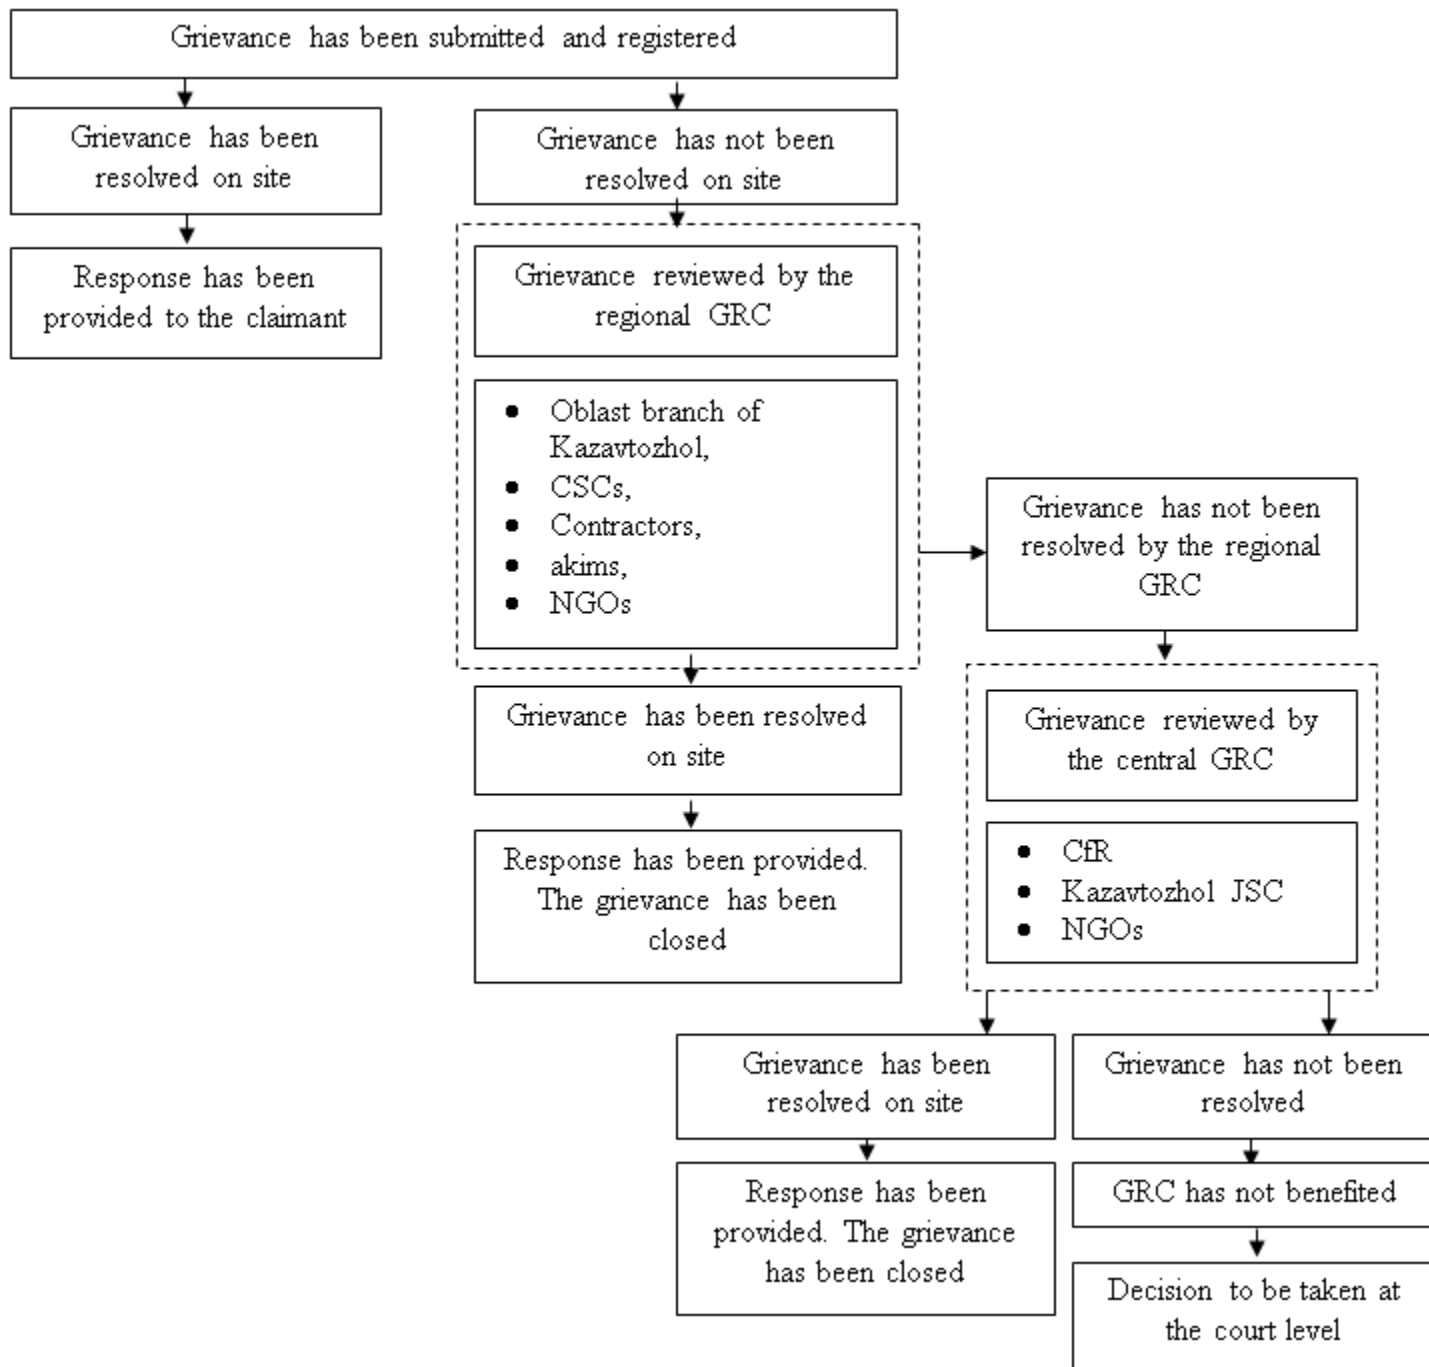 Grievance has been submitted and registered
Grievance has been
resolved on site
Response has been
provided to the claimant
Grievance has not been
resolved on site
Grievance reviewed by the
regional GRC
Oblast branch of
Kazavtozhol,
CSCs,
Contractors,
akims,
NGOs
Grievance has been resolved
on site
Response has been provided.
The grievance has been
closed
Grievance has not been
resolved by the regional
GRC
Grievance reviewed by
the central GRC
CfR
Kazavtozhol JSC
NGOs
Grievance has been
resolved on site
Response has been
provided. The grievance
has been closed
Grievance has not been
resolved
GRC has not benefited
Decision to be taken at
the court level